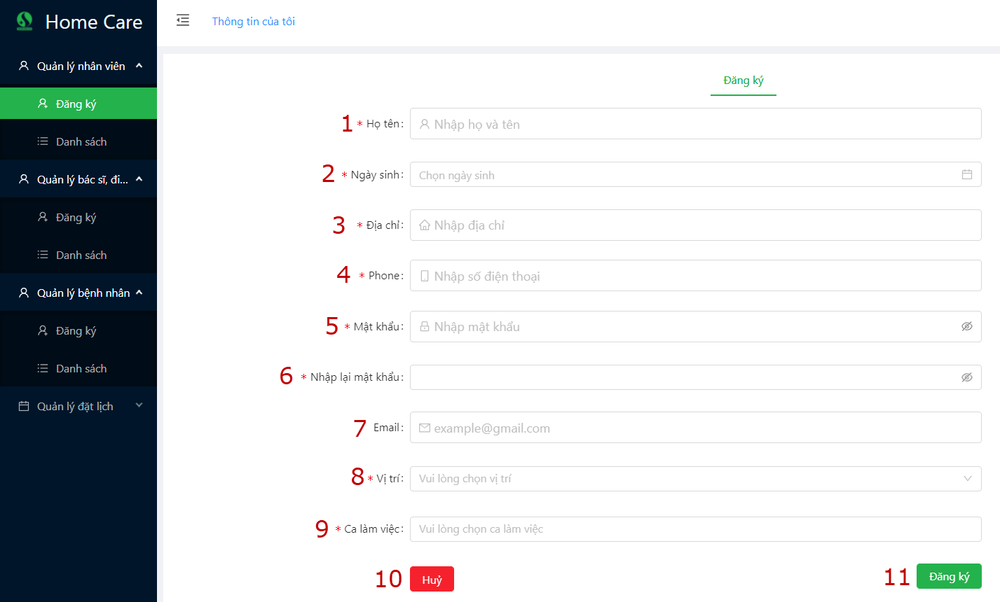 Home Care
Thông tin của tôi
Quản lý nhân viên
Đăng ký
Danh sách
Quản lý bác sĩ, đi...
Đăng ký
Danh sách
Quản lý bệnh nhân
Đăng ký
Danh sách
Quản lý đặt lịch
Đăng ký
1 * Họ tên: Nhập họ và tên
2 * Ngày sinh: Chọn ngày sinh
3 * Địa chỉ: Nhập địa chỉ
4 * Phone: Nhập số điện thoại
5 * Mật khẩu: Nhập mật khẩu
6 * Nhập lại mật khẩu:
7 Email: example@gmail.com
8 * Vị trí: Vui lòng chọn vị trí
9 * Ca làm việc: Vui lòng chọn ca làm việc
10 Huỷ 11 Đăng ký